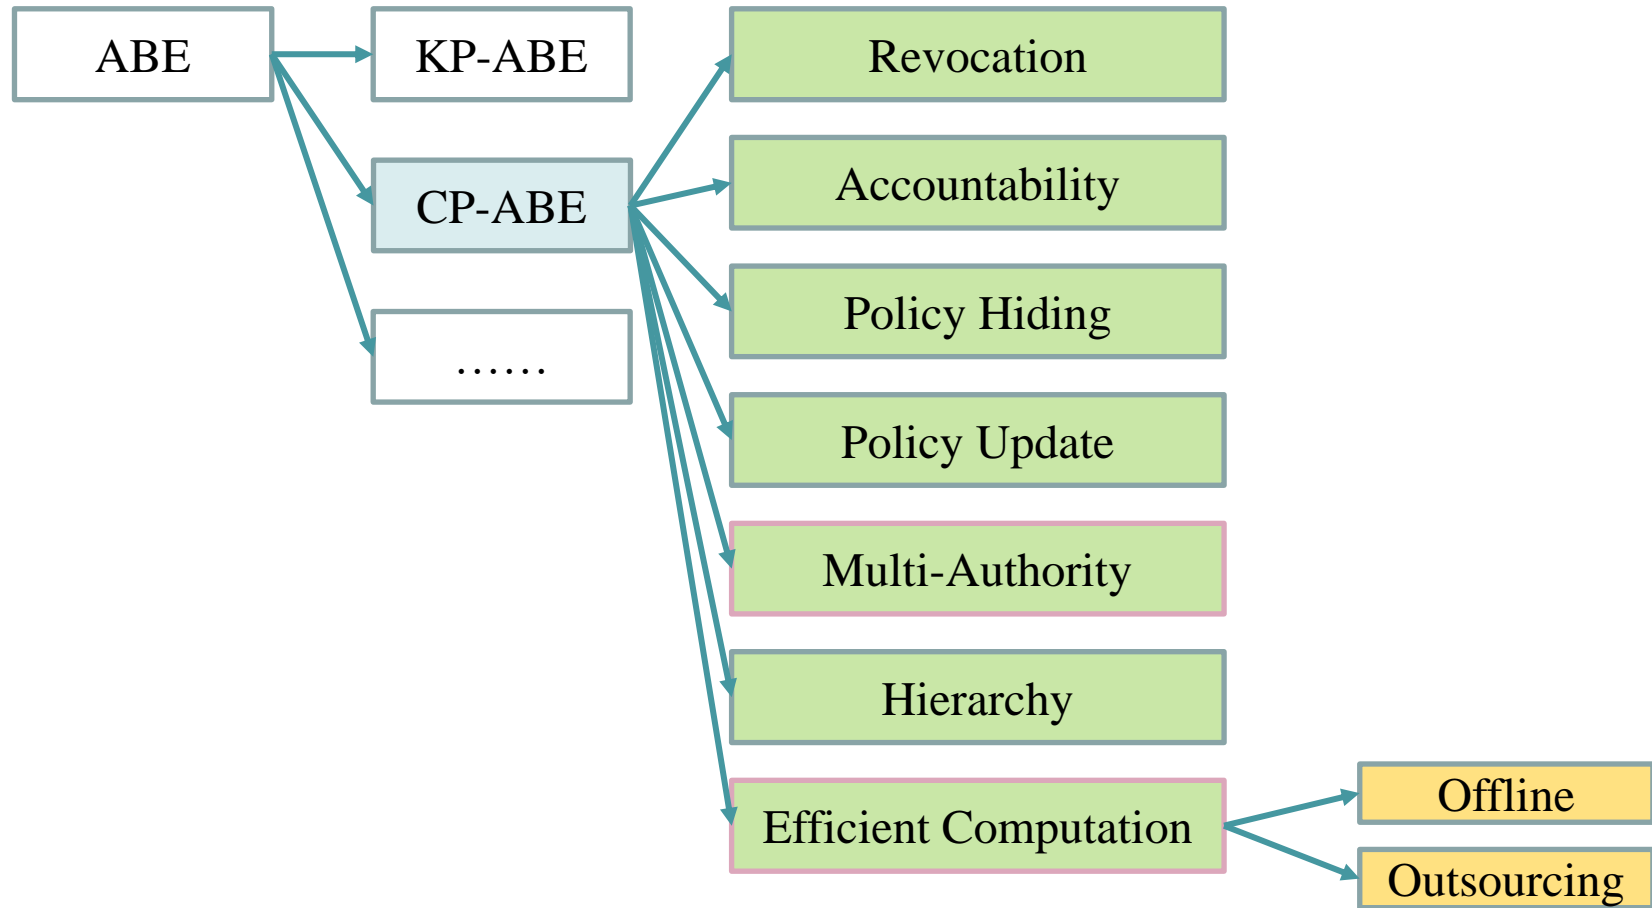 ABE
KP-ABE
CP-ABE
……
Revocation
Accountability
Policy Hiding
Policy Update
Multi-Authority
Hierarchy
Efficient Computation
Offline
Outsourcing